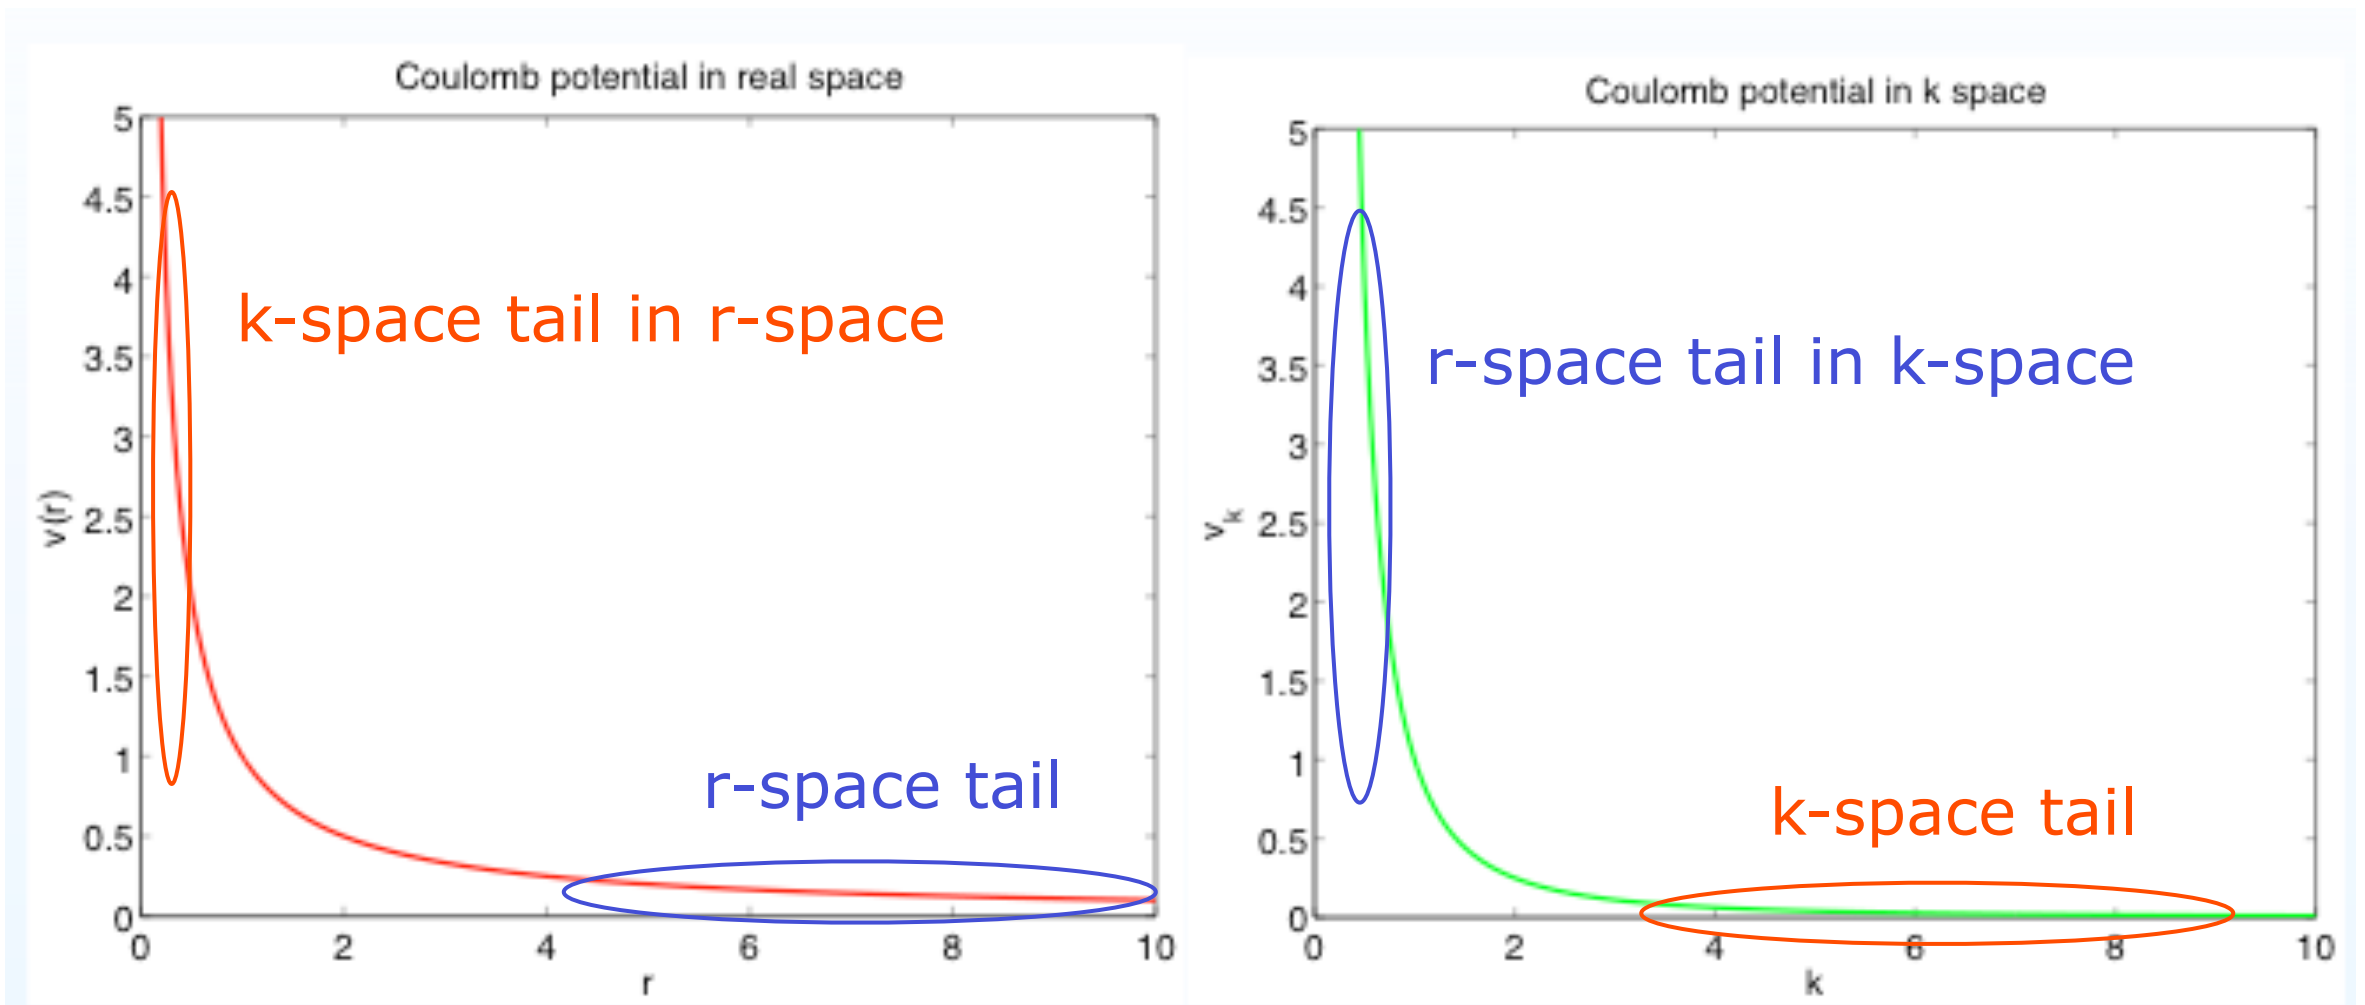 Coulomb potential in real space
5
4.5
4
3.5
3
2.5
2
1.5
1
0.5
0
v(r)
k-space tail in r-space
r-space tail
0 2 4 6 8 10
r
Coulomb potential in k space
5
4.5
4
3.5
3
2.5
2
1.5
1
0.5
0
v_k
r-space tail in k-space
k-space tail
0 2 4 6 8 10
k